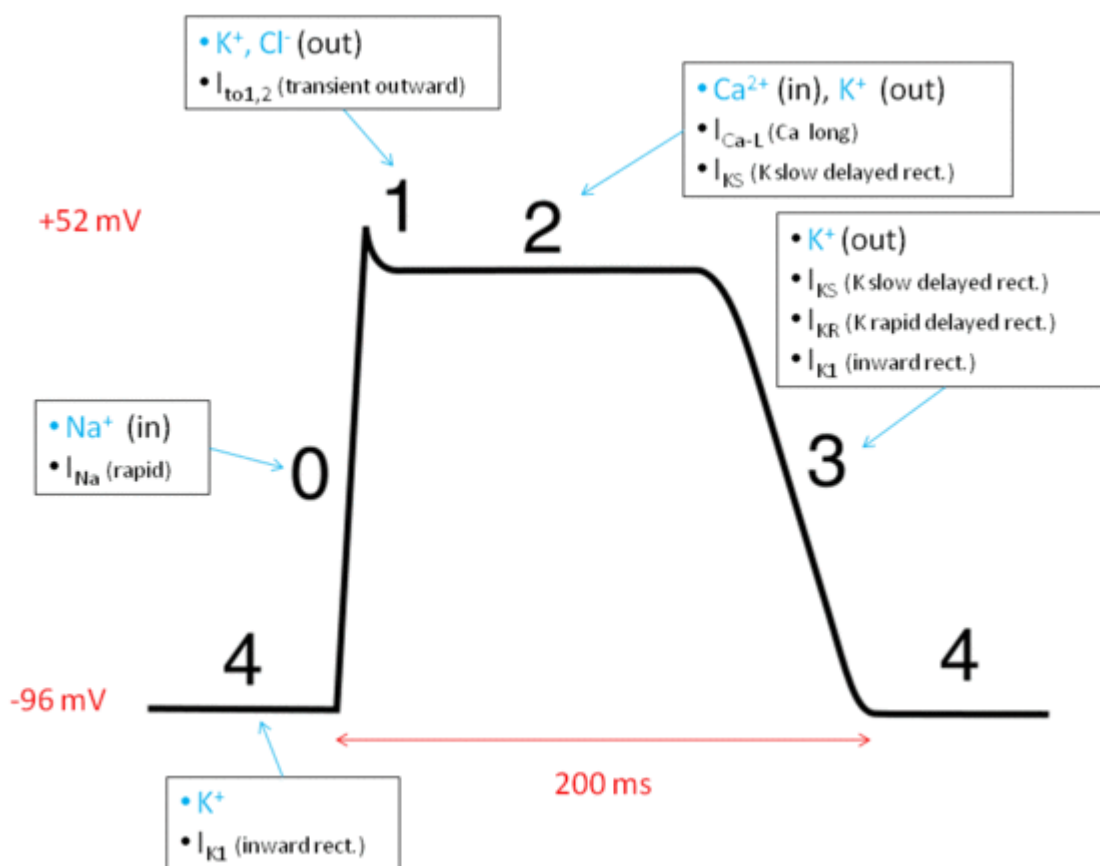 • K⁺, Cl⁻ (out)
• I_to1,2 (transient outward)
• Ca²⁺ (in), K⁺ (out)
• I_Ca-L (Ca long)
• I_KS (K slow delayed rect.)
1
+52 mV
2
• K⁺ (out)
• I_KS (K slow delayed rect.)
• I_KR (K rapid delayed rect.)
• I_K1 (inward rect.)
• Na⁺ (in)
• I_Na (rapid)
0
3
4
4
-96 mV
200 ms
• K⁺
• I_K1 (inward rect.)